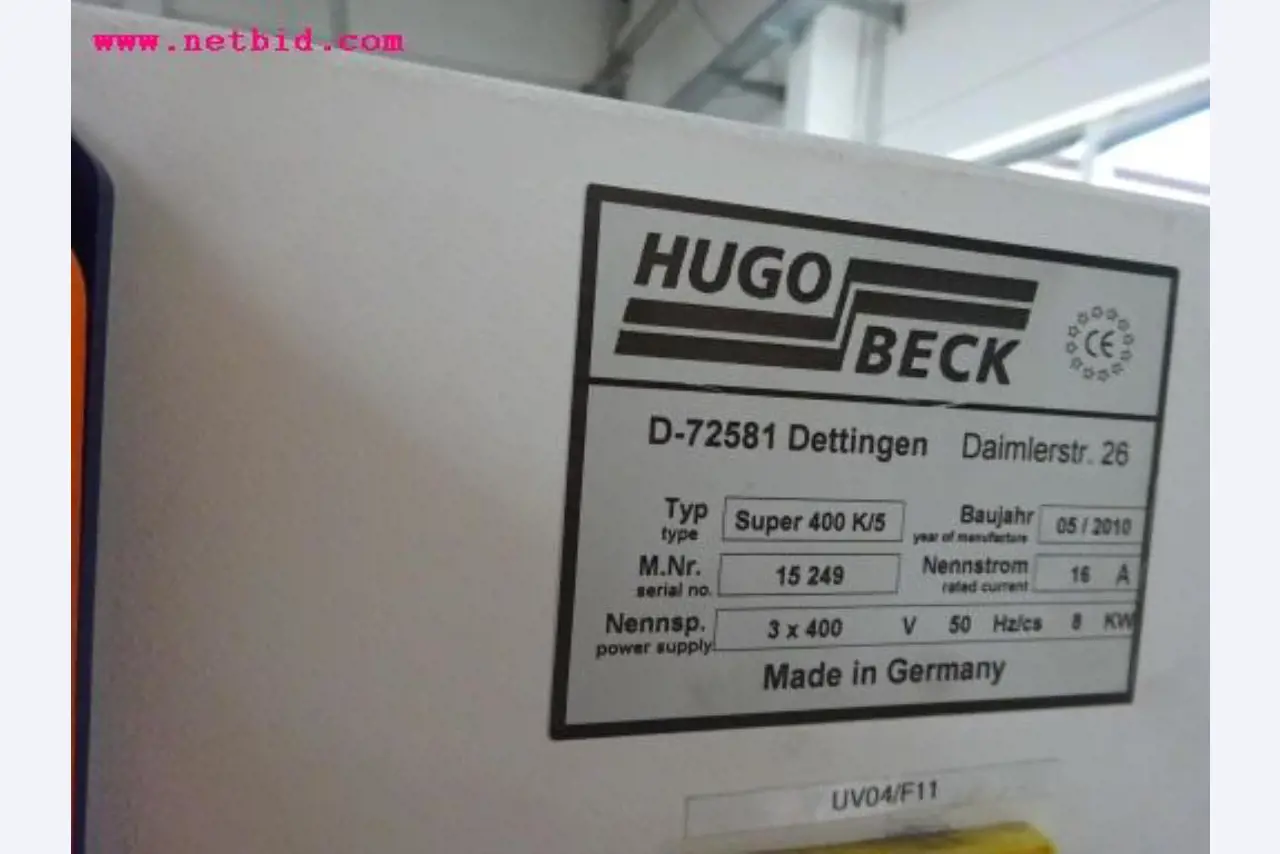 www.netbid.com
HUGO
BECK
CE
D-72581 Dettingen Daimlerstr. 26
Typ Super 400 K/5 Baujahr 05 / 2010
type year of manufacture
M.Nr. 15 249 Nennstrom 16 A
serial no. rated current
Nennsp. 3 x 400 V 50 Hz/cs 8 KW
power supply
Made in Germany
UV04/F11